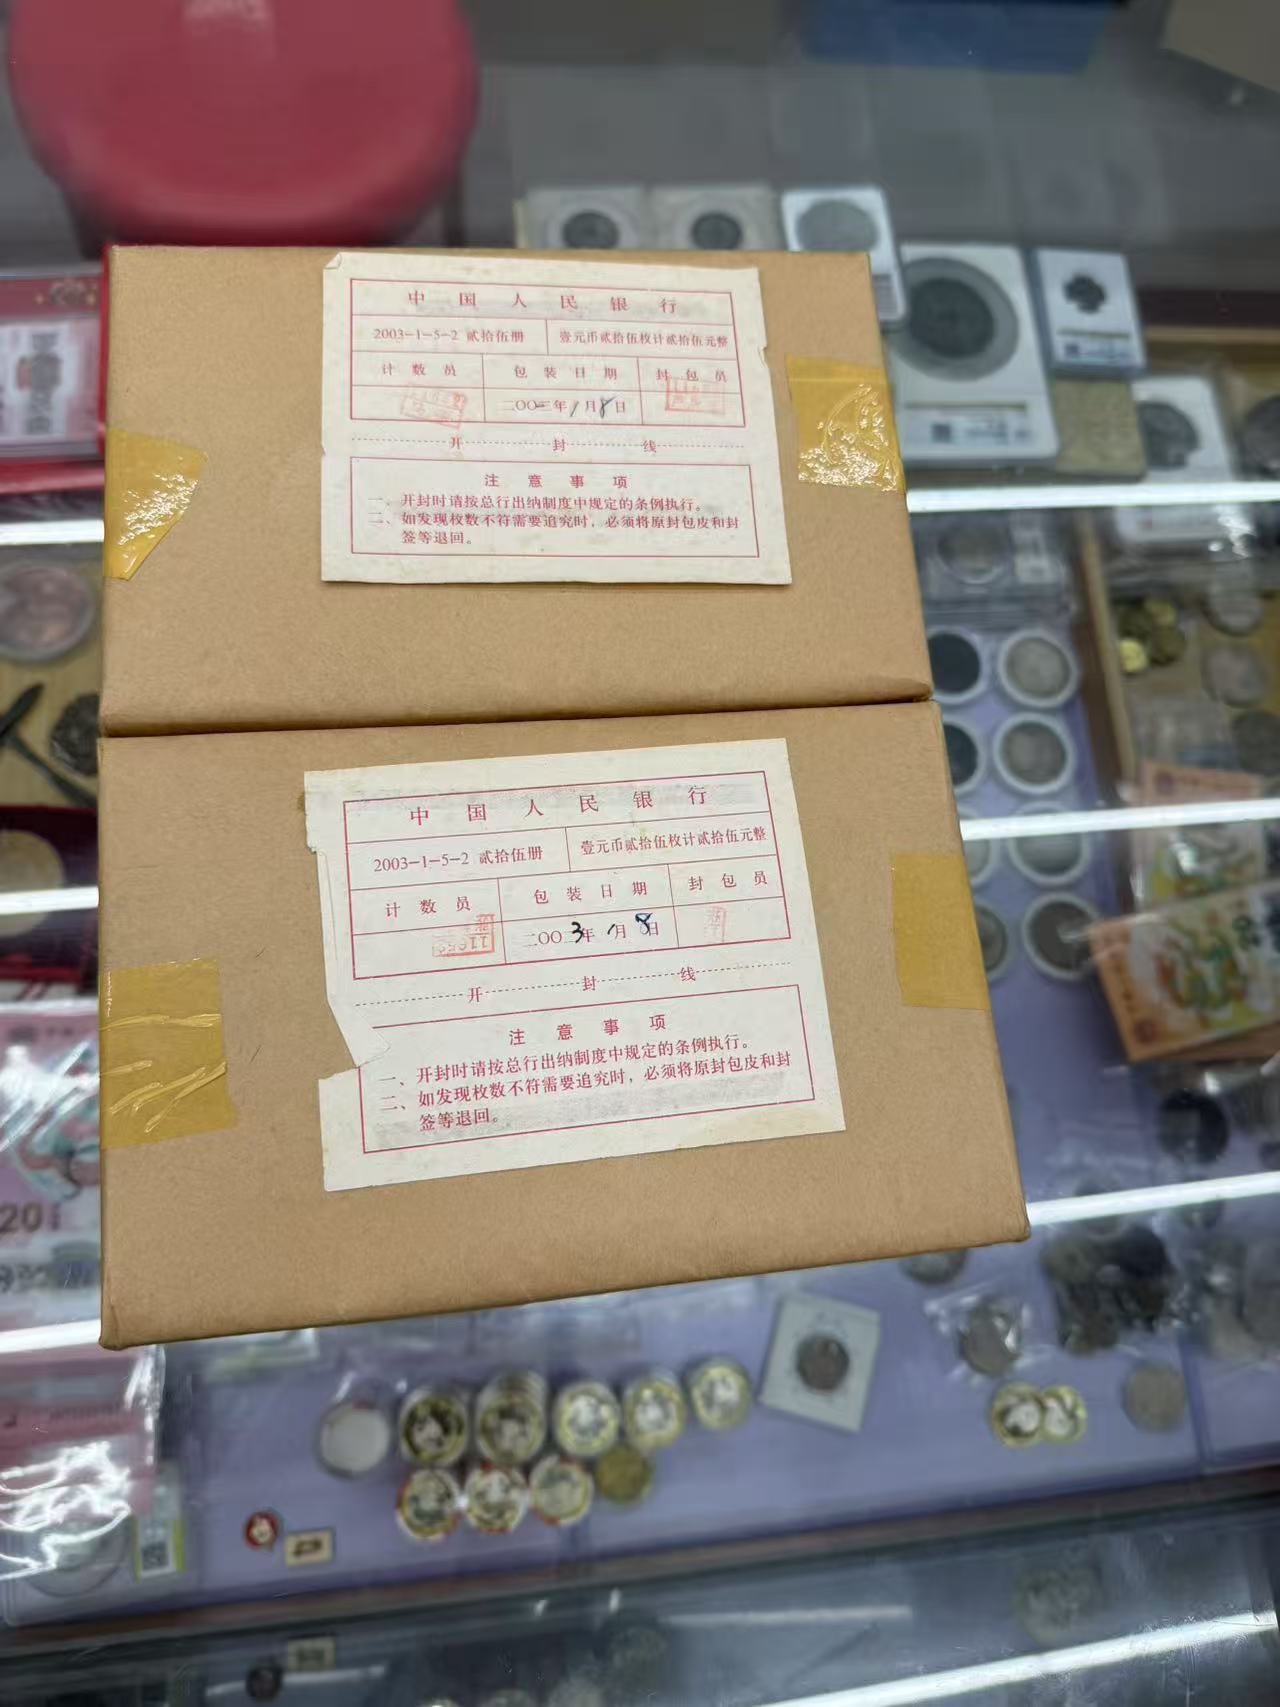 中国人民银行
2003-1-5-2 贰拾伍册 壹元币贰拾伍枚计贰拾伍元整
计数员 包装日期 封包员
二〇〇二年1月8日
开封线
注意事项
一、开封时请按总行出纳制度中规定的条例执行。
二、如发现枚数不符需要追究时，必须将原封包皮和封
签等退回。
中国人民银行
2003-1-5-2 贰拾伍册 壹元币贰拾伍枚计贰拾伍元整
计数员 包装日期 封包员
11653
二〇〇3年1月8日
开封线
注意事项
一、开封时请按总行出纳制度中规定的条例执行。
二、如发现枚数不符需要追究时，必须将原封包皮和封
签等退回。
20